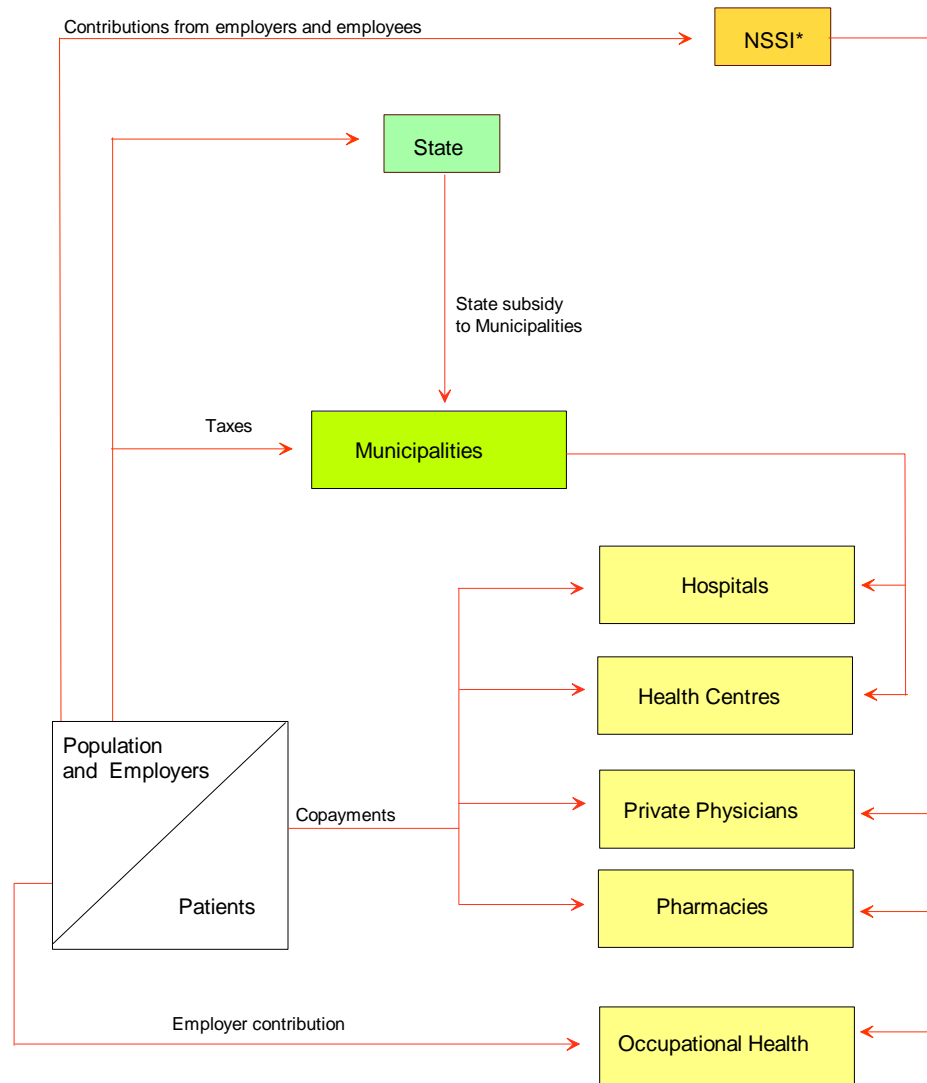 Contributions from employers and employees
NSSI*
State
State subsidy
to Municipalities
Taxes
Municipalities
Hospitals
Health Centres
Population
and Employers
Copayments
Private Physicians
Patients
Pharmacies
Employer contribution
Occupational Health